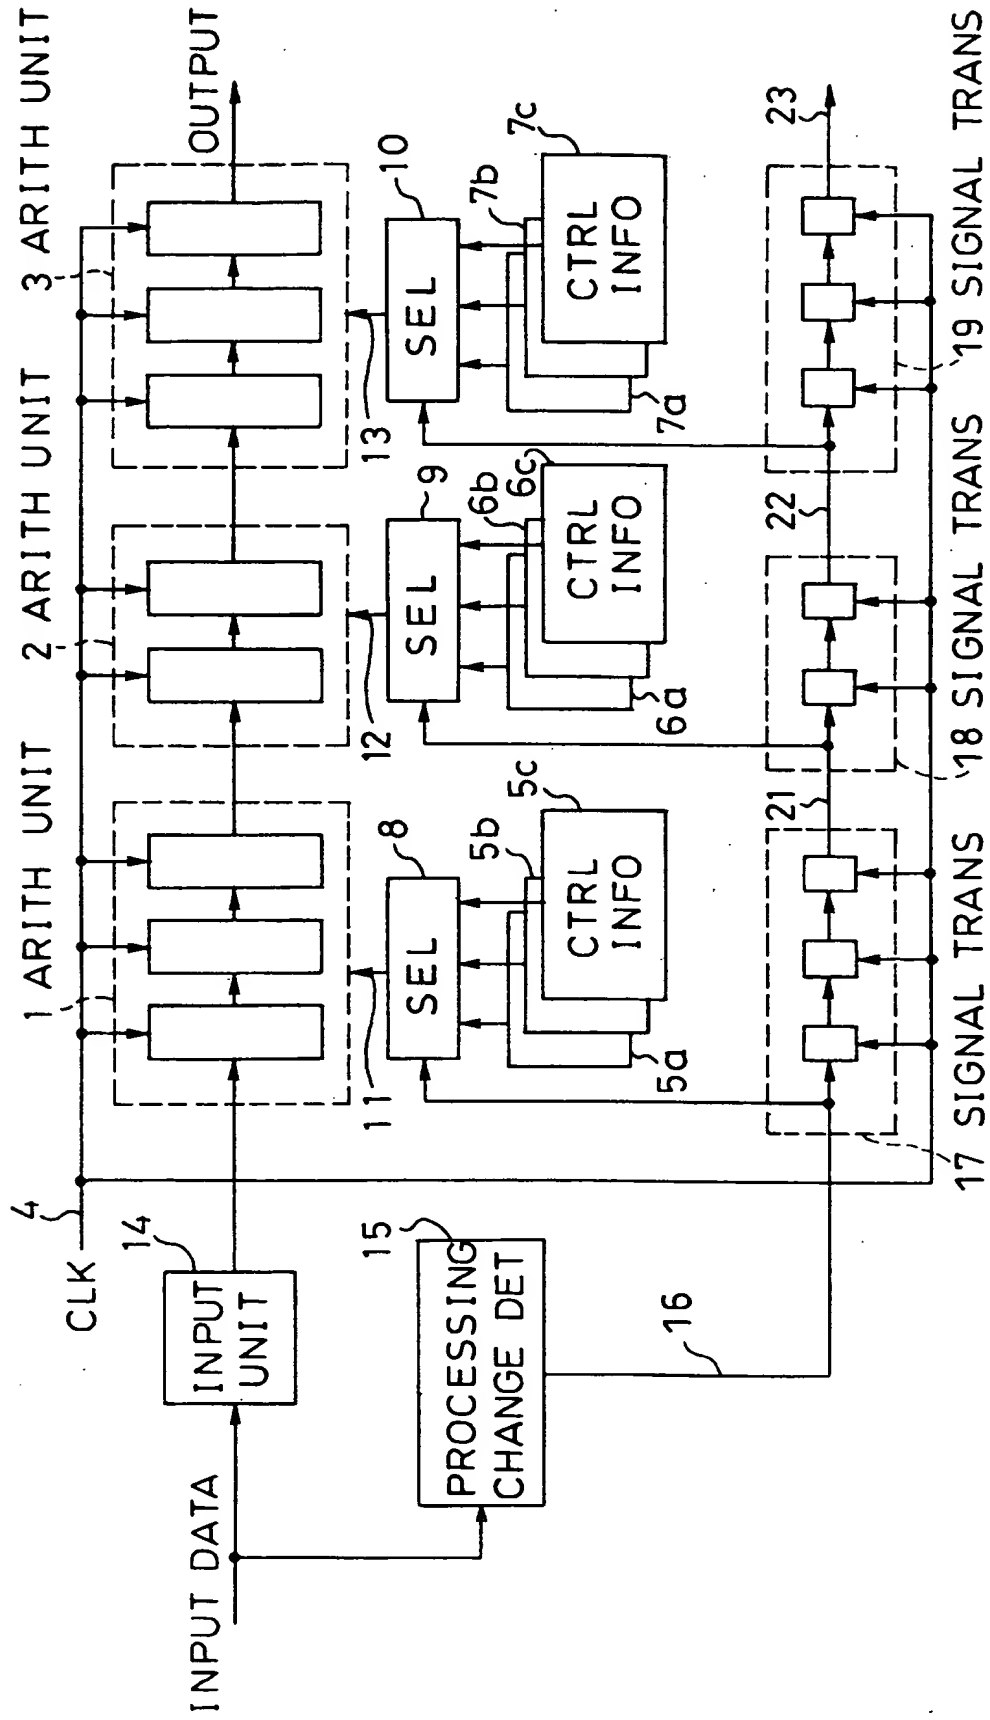 1 ARITH UNIT
2 ARITH UNIT
3 ARITH UNIT
4
CLK
INPUT DATA
14
INPUT
UNIT
OUTPUT
11
12
13
8
SEL
9
SEL
10
SEL
5a
5b
5c
CTRL
INFO
6a
6b
6c
CTRL
INFO
7a
7b
7c
CTRL
INFO
15
PROCESSING
CHANGE DET
16
21
22
23
17 SIGNAL TRANS
18 SIGNAL TRANS
19 SIGNAL TRANS